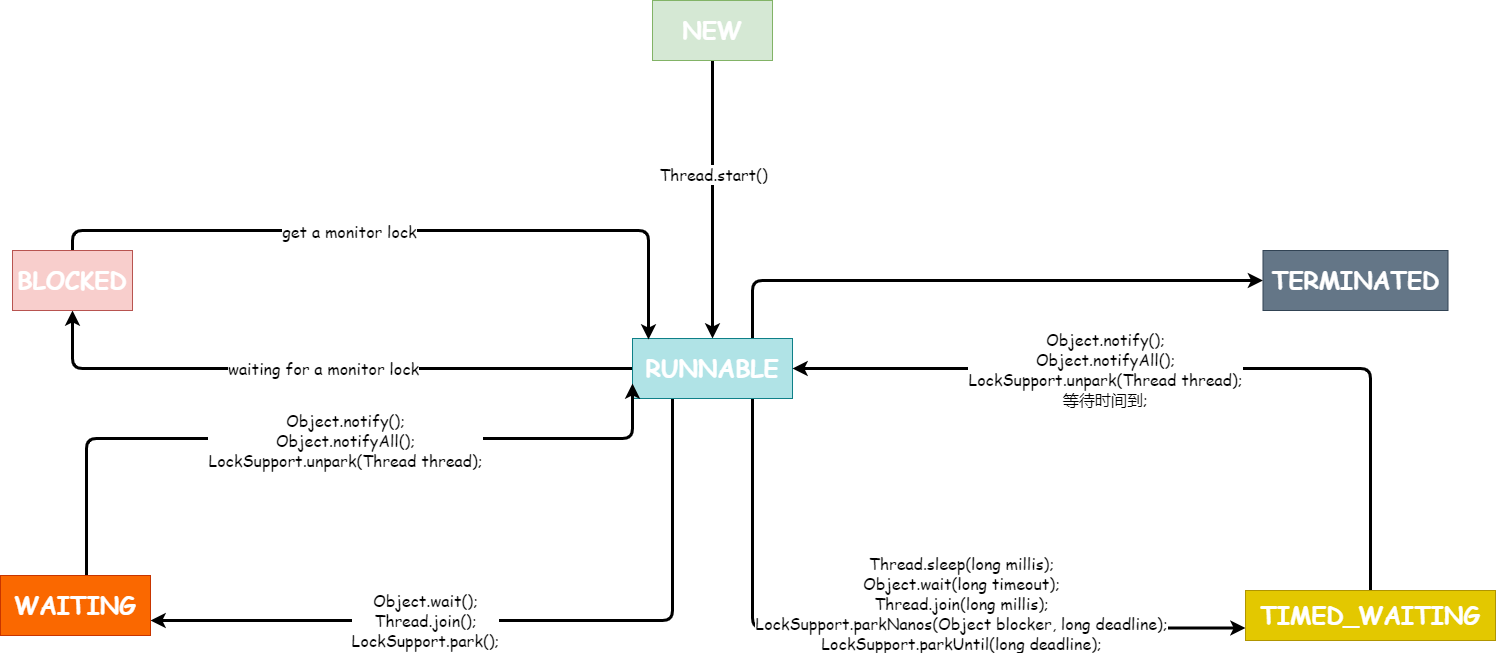 NEW
Thread.start()
get a monitor lock
BLOCKED
TERMINATED
waiting for a monitor lock
RUNNABLE
Object.notify();
Object.notifyAll();
LockSupport.unpark(Thread thread);
等待时间到;
Object.notify();
Object.notifyAll();
LockSupport.unpark(Thread thread);
WAITING
Object.wait();
Thread.join();
LockSupport.park();
Thread.sleep(long millis);
Object.wait(long timeout);
Thread.join(long millis);
LockSupport.parkNanos(Object blocker, long deadline);
LockSupport.parkUntil(long deadline);
TIMED_WAITING